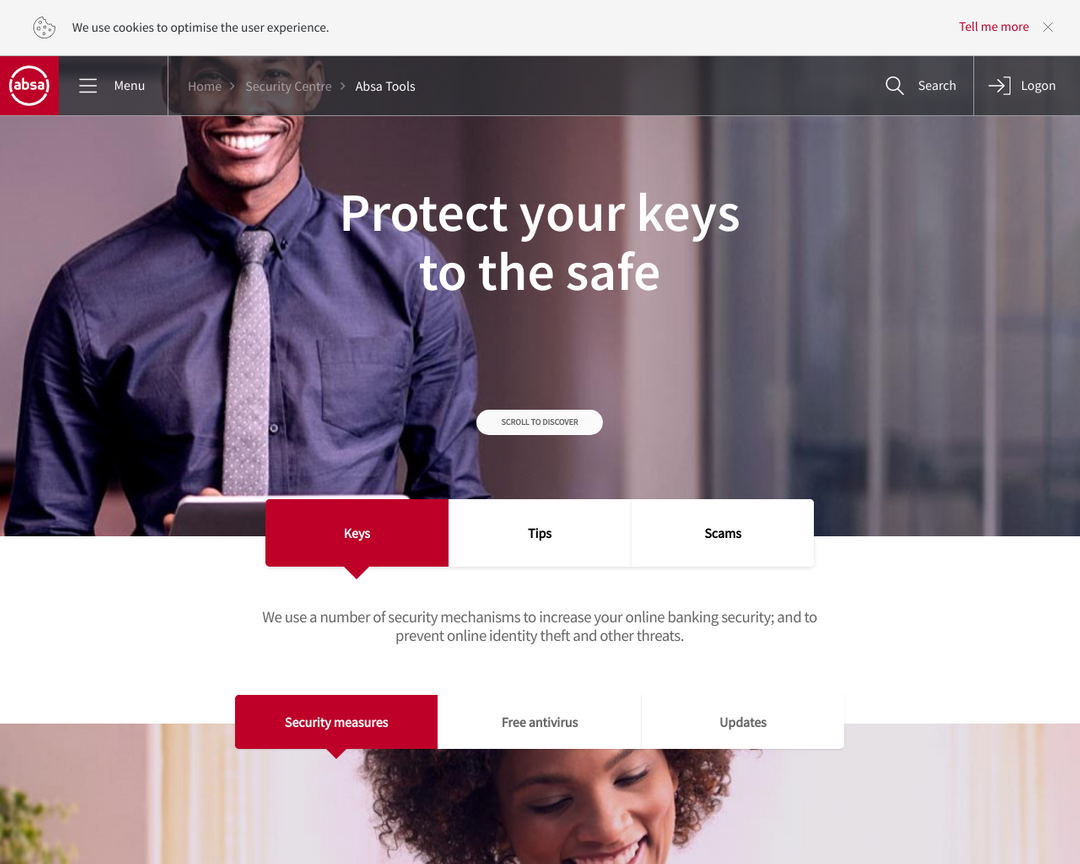 We use cookies to optimise the user experience.
Tell me more
absa
Menu
Home
Security Centre
Absa Tools
Search
Logon
Protect your keys
to the safe
SCROLL TO DISCOVER
Keys
Tips
Scams
We use a number of security mechanisms to increase your online banking security; and to
prevent online identity theft and other threats.
Security measures
Free antivirus
Updates